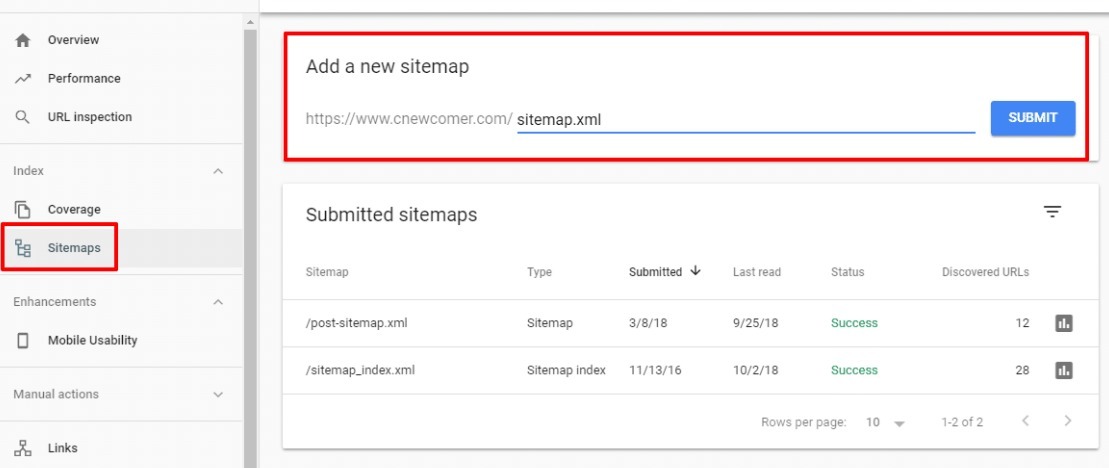 Overview
Performance
URL inspection
Index
Coverage
Sitemaps
Enhancements
Mobile Usability
Manual actions
Links
Add a new sitemap
https://www.cnewcomer.com/ sitemap.xml SUBMIT
Submitted sitemaps
Sitemap Type Submitted Last read Status Discovered URLs
/post-sitemap.xml Sitemap 3/8/18 9/25/18 Success 12
/sitemap_index.xml Sitemap index 11/13/16 10/2/18 Success 28
Rows per page: 10 1-2 of 2